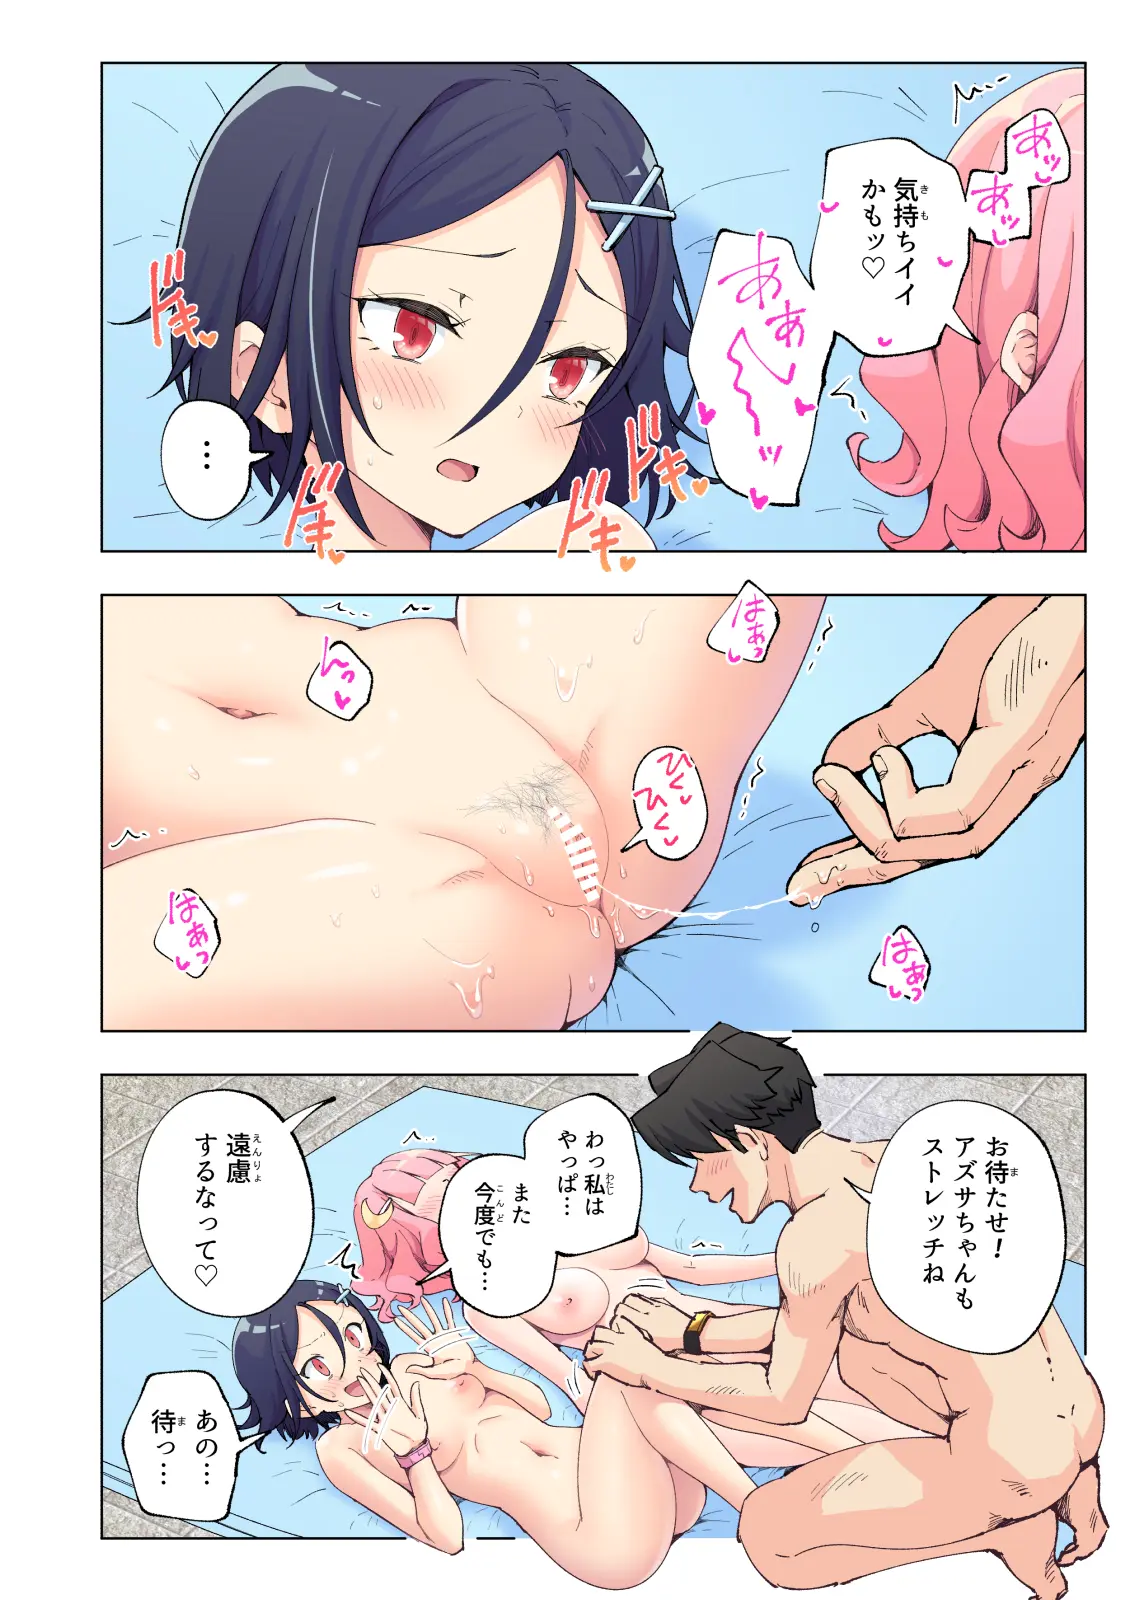 あッ
あッ
気持ちイイ
かもッ♡
あぁ
あ〜ッ
ドキ
…
ドキ
ドキ
ドキ
はぁっ
んっ
ひく
ひく
はぁっ
はぁっ
お待たせ！
アズサちゃんも
ストレッチね
わっ私は
やっぱ…
また
今度でも…
遠慮
するなって♡
あの…
待っ…